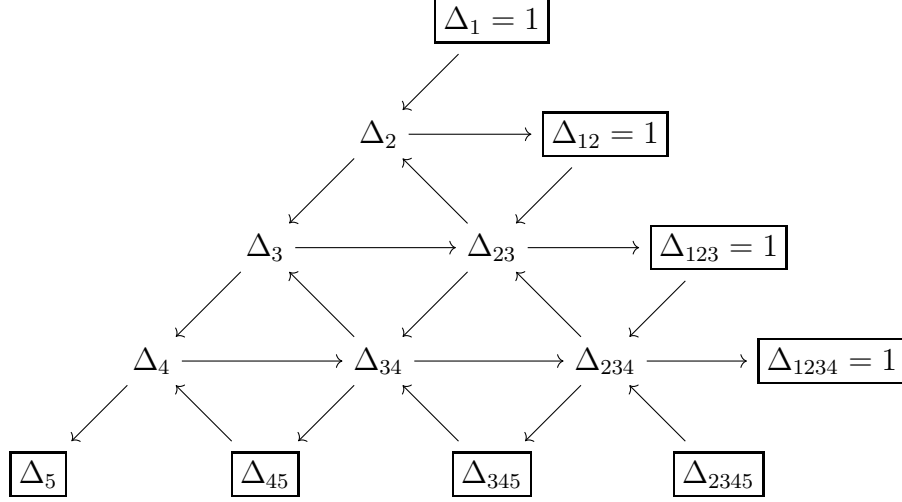 Δ₁ = 1
Δ₂ Δ₁₂ = 1
Δ₃ Δ₂₃ Δ₁₂₃ = 1
Δ₄ Δ₃₄ Δ₂₃₄ Δ₁₂₃₄ = 1
Δ₅ Δ₄₅ Δ₃₄₅ Δ₂₃₄₅